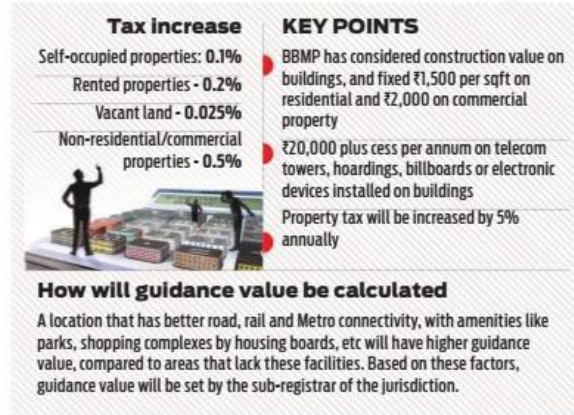 Tax increase
Self-occupied properties: 0.1%
Rented properties - 0.2%
Vacant land - 0.025%
Non-residential/commercial
properties - 0.5%
KEY POINTS
BBMP has considered construction value on
buildings, and fixed ₹1,500 per sqft on
residential and ₹2,000 on commercial
property
₹20,000 plus cess per annum on telecom
towers, hoardings, billboards or electronic
devices installed on buildings
Property tax will be increased by 5%
annually
How will guidance value be calculated
A location that has better road, rail and Metro connectivity, with amenities like
parks, shopping complexes by housing boards, etc will have higher guidance
value, compared to areas that lack these facilities. Based on these factors,
guidance value will be set by the sub-registrar of the jurisdiction.